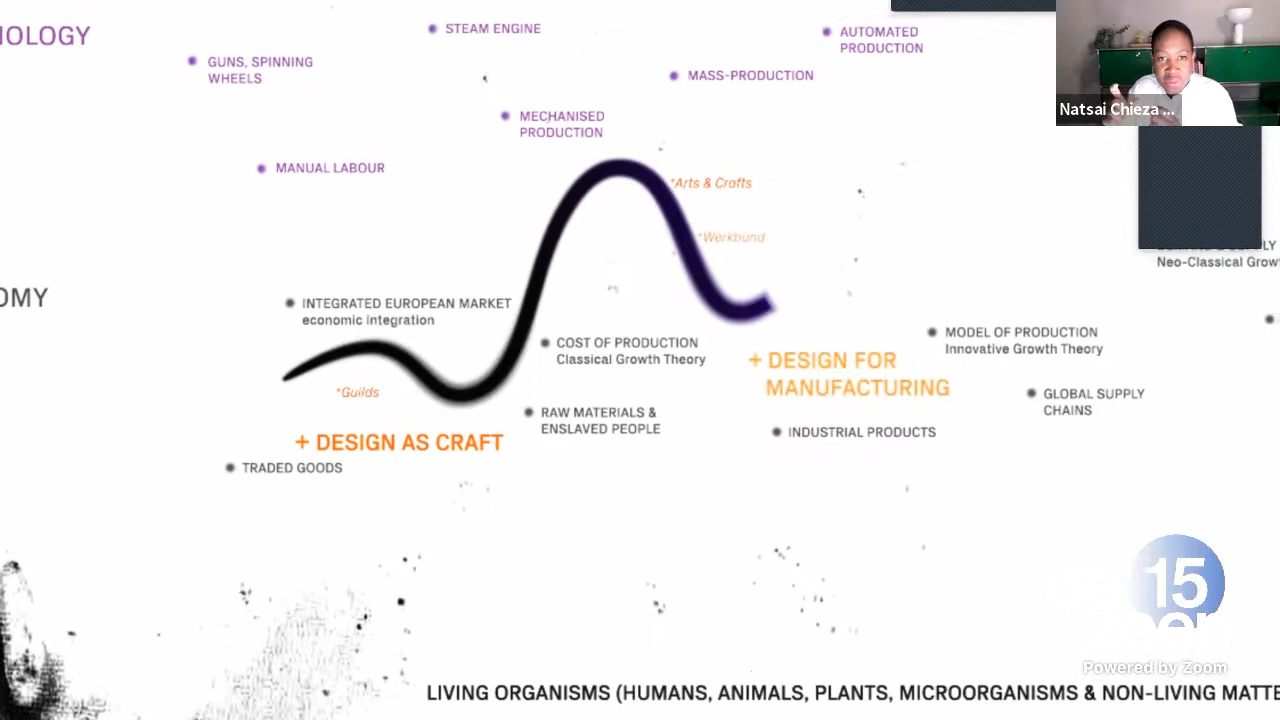 IOLOGY
STEAM ENGINE
AUTOMATED
PRODUCTION
GUNS, SPINNING
WHEELS
MASS-PRODUCTION
MECHANISED
PRODUCTION
Natsai Chieza ...
MANUAL LABOUR
*Arts & Crafts
*Werkbund
Neo-Classical Growt
OMY
INTEGRATED EUROPEAN MARKET
economic integration
COST OF PRODUCTION
Classical Growth Theory
MODEL OF PRODUCTION
Innovative Growth Theory
+ DESIGN FOR
MANUFACTURING
*Guilds
GLOBAL SUPPLY
CHAINS
RAW MATERIALS &
ENSLAVED PEOPLE
INDUSTRIAL PRODUCTS
+ DESIGN AS CRAFT
TRADED GOODS
15
Powered by Zoom
LIVING ORGANISMS (HUMANS, ANIMALS, PLANTS, MICROORGANISMS & NON-LIVING MATTE